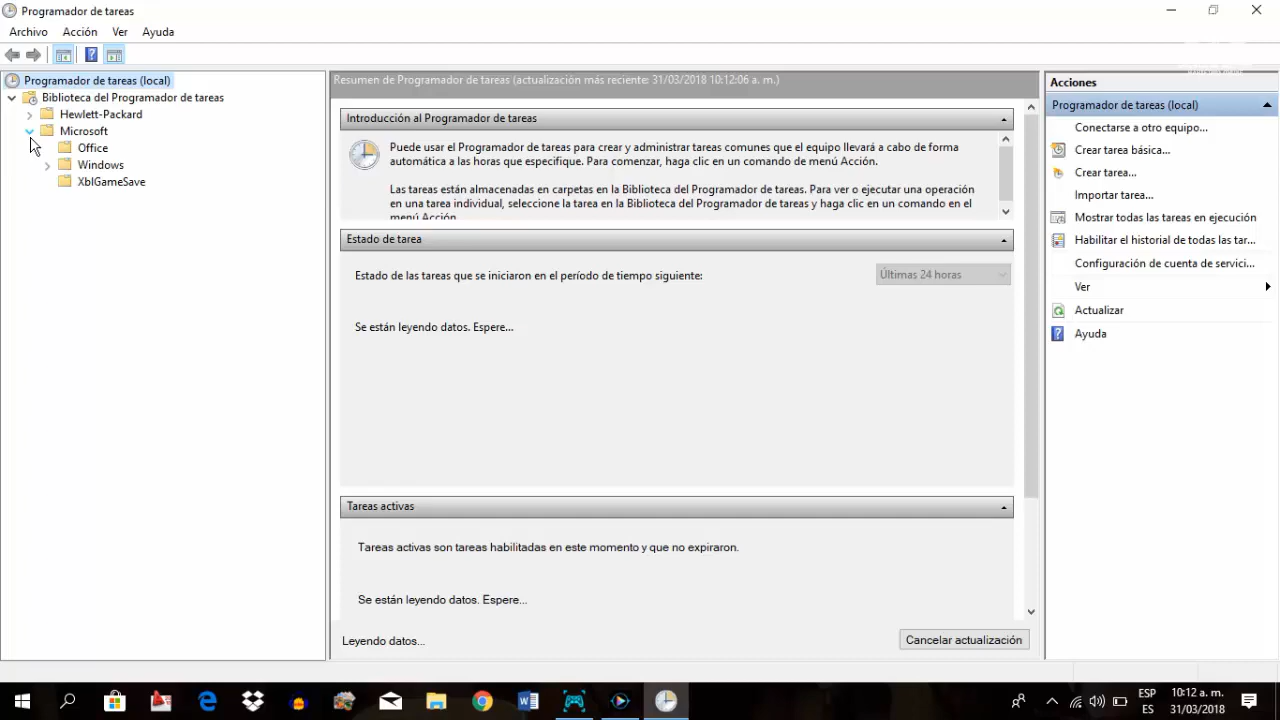 Programador de tareas
Archivo Acción Ver Ayuda
Programador de tareas (local)
Biblioteca del Programador de tareas
Hewlett-Packard
Microsoft
Office
Windows
XblGameSave
Resumen de Programador de tareas (actualización más reciente: 31/03/2018 10:12:06 a. m.)
Introducción al Programador de tareas
Puede usar el Programador de tareas para crear y administrar tareas comunes que el equipo llevará a cabo de forma
automática a las horas que especifique. Para comenzar, haga clic en un comando de menú Acción.
Las tareas están almacenadas en carpetas en la Biblioteca del Programador de tareas. Para ver o ejecutar una operación
en una tarea individual, seleccione la tarea en la Biblioteca del Programador de tareas y haga clic en un comando en el
menú Acción.
Estado de tarea
Estado de las tareas que se iniciaron en el período de tiempo siguiente:
Últimas 24 horas
Se están leyendo datos. Espere...
Tareas activas
Tareas activas son tareas habilitadas en este momento y que no expiraron.
Se están leyendo datos. Espere...
Leyendo datos...
Cancelar actualización
Acciones
Programador de tareas (local)
Conectarse a otro equipo...
Crear tarea básica...
Crear tarea...
Importar tarea...
Mostrar todas las tareas en ejecución
Habilitar el historial de todas las tar...
Configuración de cuenta de servici...
Ver
Actualizar
Ayuda
ESP
ES
10:12 a. m.
31/03/2018